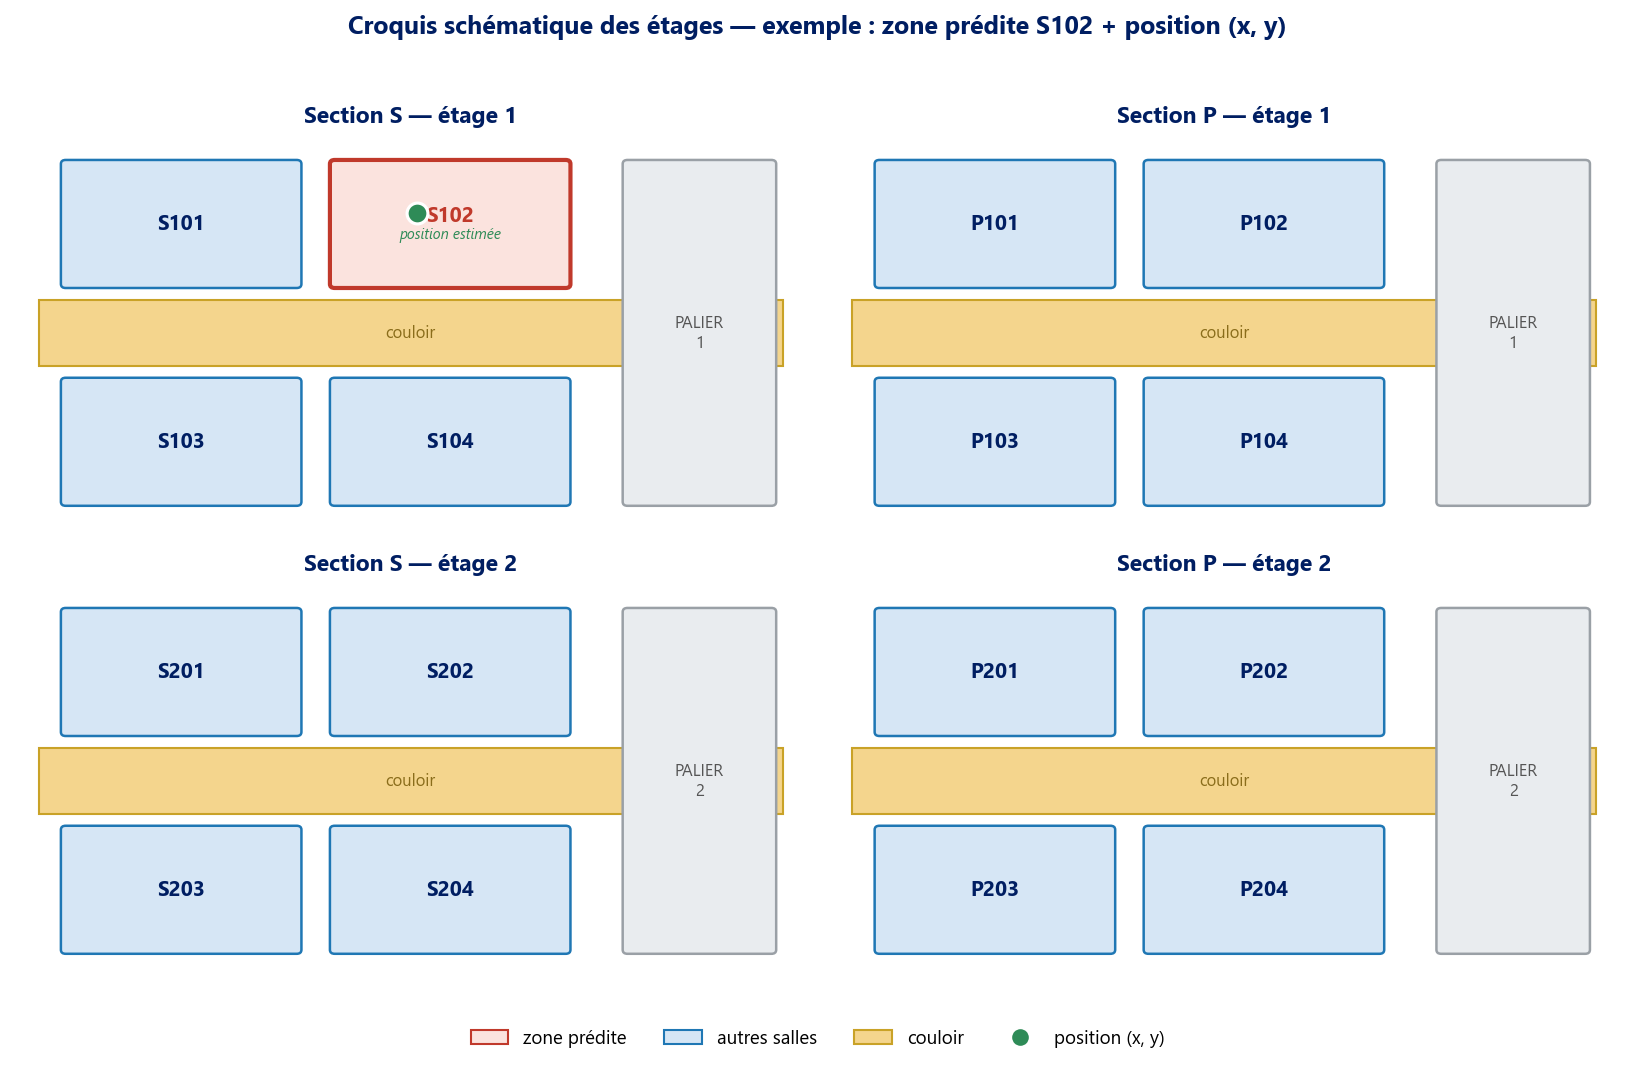 Croquis schématique des étages — exemple : zone prédite S102 + position (x, y)
Section S — étage 1
S101
S102
position estimée
couloir
PALIER
1
S103
S104
Section P — étage 1
P101
P102
couloir
PALIER
1
P103
P104
Section S — étage 2
S201
S202
couloir
PALIER
2
S203
S204
Section P — étage 2
P201
P202
couloir
PALIER
2
P203
P204
zone prédite
autres salles
couloir
position (x, y)